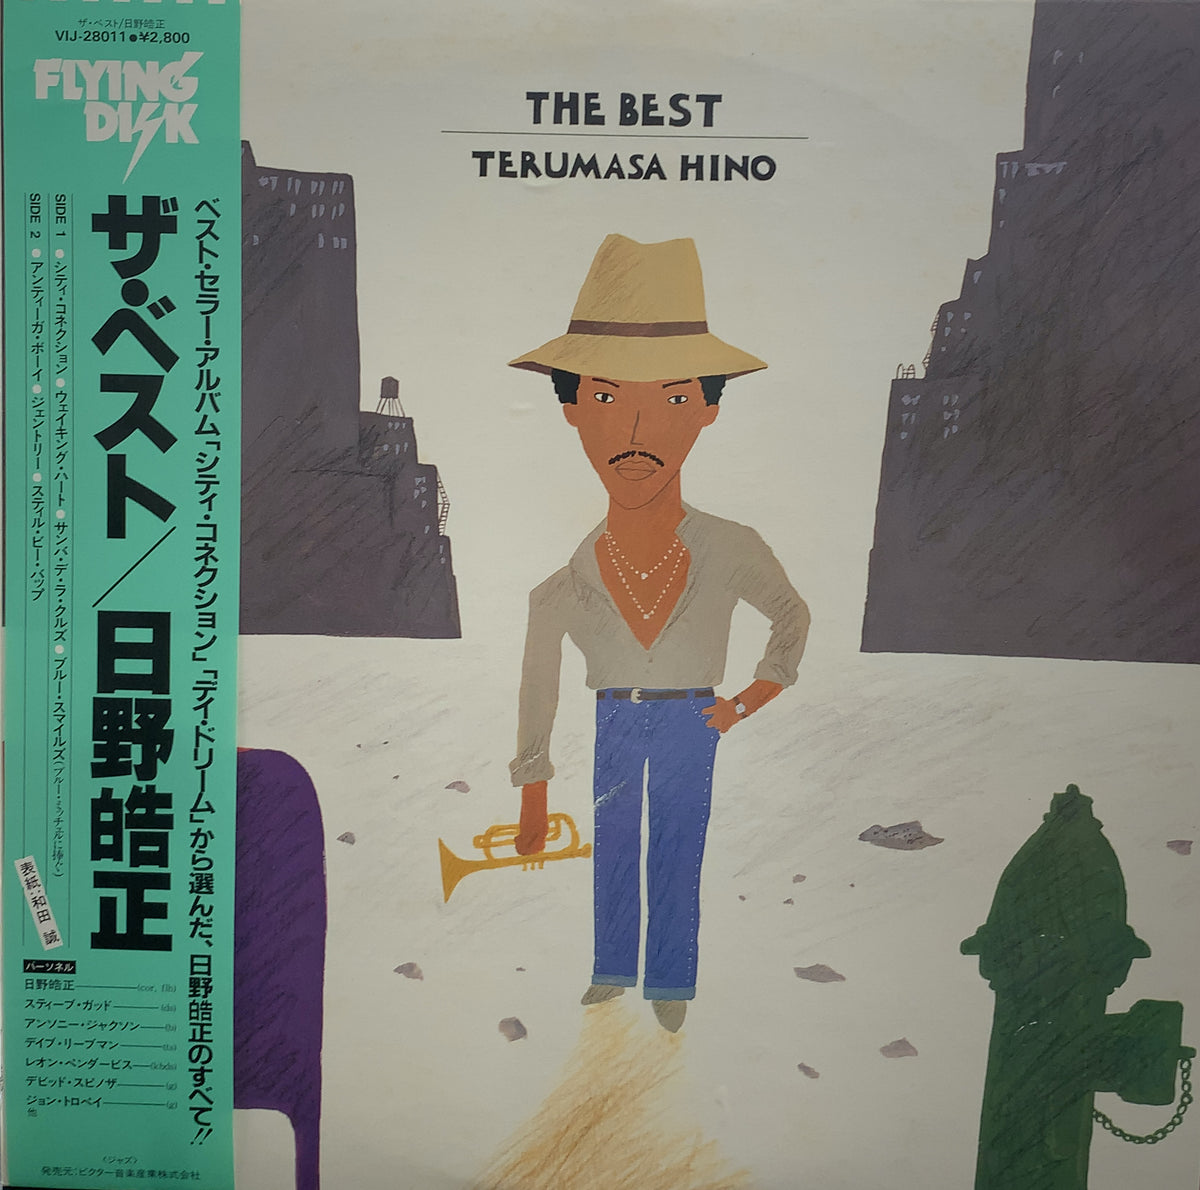 ザ・ベスト/日野皓正
VIJ-28011●¥2,800
FLYING
DISK
THE BEST
TERUMASA HINO
ベスト・セラー・アルバム「シティ・コネクション」「デイ・ドリーム」から選んだ、日野皓正のすべて!!
ザ・ベスト/日野皓正
SIDE 1 ●シティ・コネクション●ウェイキング・ハート●サンバ・デ・ラ・クルズ●ブルー・スマイルズ(ブルー・ミッチェルに捧ぐ)
SIDE 2 ●アンティーガ・ボーイ●ジェントリー●スティル・ビー・バップ
表紙:和田 誠
パーソネル
日野皓正――(cor, flh)
スティーブ・ガッド――(ds)
アンソニー・ジャクソン――(b)
デイブ・リーブマン――(ts)
レオン・ペンダービス――(kbds)
デビッド・スピノザ――(g)
ジョン・トロペイ――(g)
他
〈ジャズ〉
発売元:ビクター音楽産業株式会社